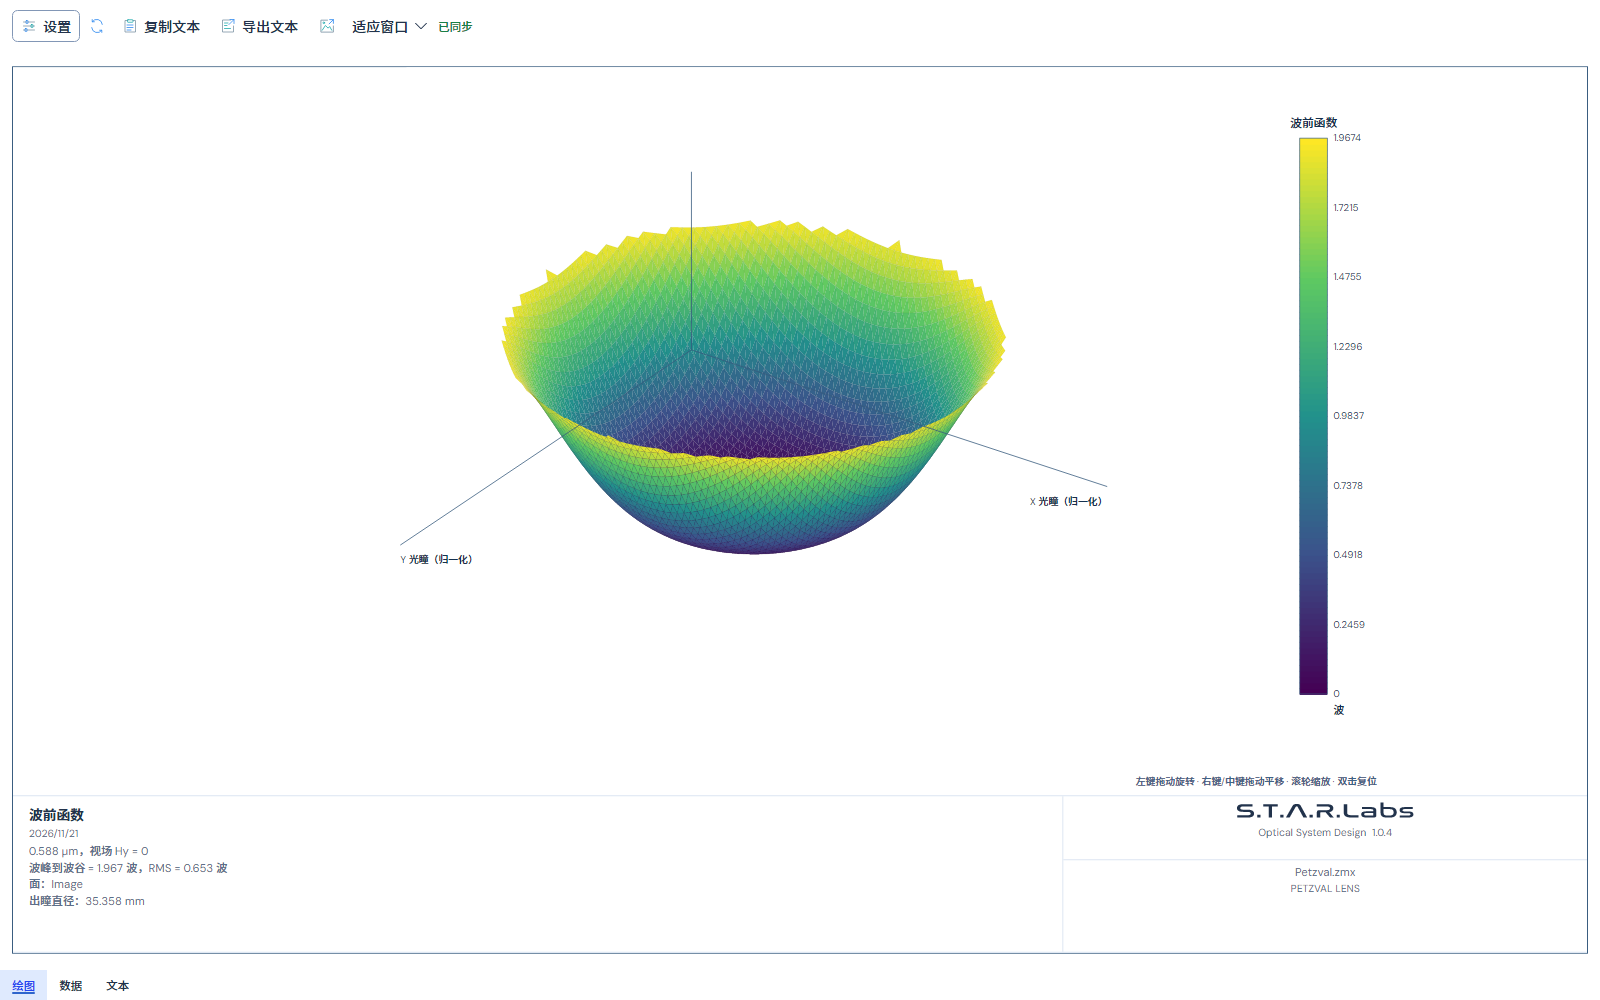 设置
复制文本
导出文本
适应窗口
已同步
波前函数
1.9674
1.7215
1.4755
1.2296
0.9837
0.7378
0.4918
0.2459
0
波
X 光瞳（归一化）
Y 光瞳（归一化）
左键拖动旋转 · 右键/中键拖动平移 · 滚轮缩放 · 双击复位
波前函数
2026/11/21
0.588 µm，视场 Hy = 0
波峰到波谷 = 1.967 波，RMS = 0.653 波
面：Image
出瞳直径：35.358 mm
S.T.A.R.Labs
Optical System Design 1.0.4
Petzval.zmx
PETZVAL LENS
绘图
数据
文本